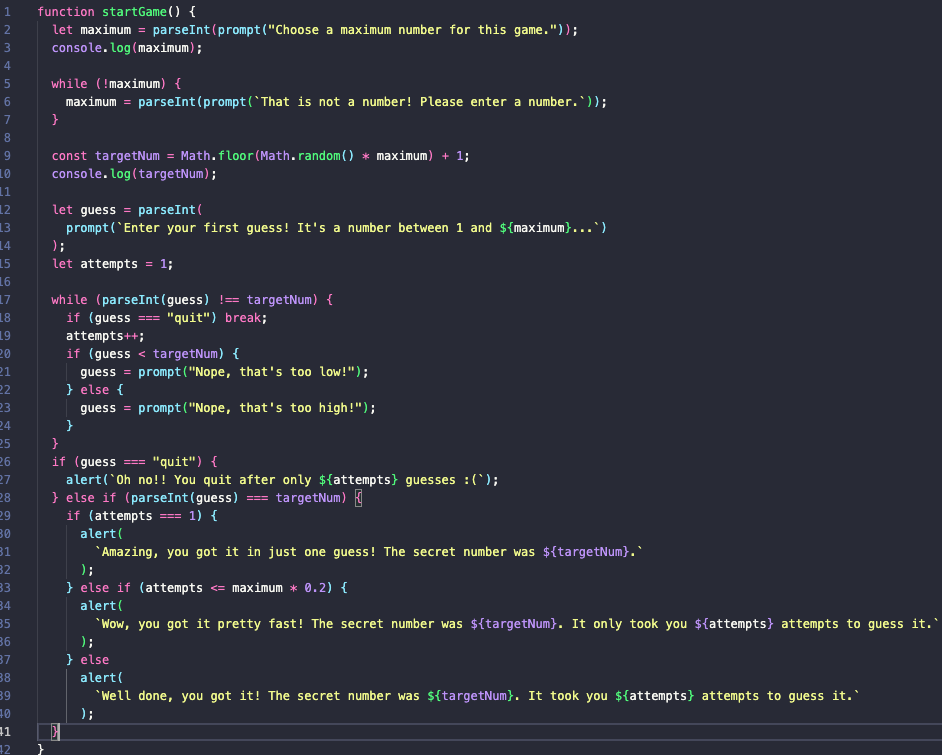 1 function startGame() {
2 let maximum = parseInt(prompt("Choose a maximum number for this game."));
3 console.log(maximum);
4
5 while (!maximum) {
6 maximum = parseInt(prompt(`That is not a number! Please enter a number.`));
7 }
8
9 const targetNum = Math.floor(Math.random() * maximum) + 1;
10 console.log(targetNum);
11
12 let guess = parseInt(
13 prompt(`Enter your first guess! It's a number between 1 and ${maximum}...`)
14 );
15 let attempts = 1;
16
17 while (parseInt(guess) !== targetNum) {
18 if (guess === "quit") break;
19 attempts++;
20 if (guess < targetNum) {
21 guess = prompt("Nope, that's too low!");
22 } else {
23 guess = prompt("Nope, that's too high!");
24 }
25 }
26 if (guess === "quit") {
27 alert(`Oh no!! You quit after only ${attempts} guesses :(`);
28 } else if (parseInt(guess) === targetNum) {
29 if (attempts === 1) {
30 alert(
31 `Amazing, you got it in just one guess! The secret number was ${targetNum}.`
32 );
33 } else if (attempts <= maximum * 0.2) {
34 alert(
35 `Wow, you got it pretty fast! The secret number was ${targetNum}. It only took you ${attempts} attempts to guess it.`
36 );
37 } else
38 alert(
39 `Well done, you got it! The secret number was ${targetNum}. It took you ${attempts} attempts to guess it.`
40 );
41 }
42 }